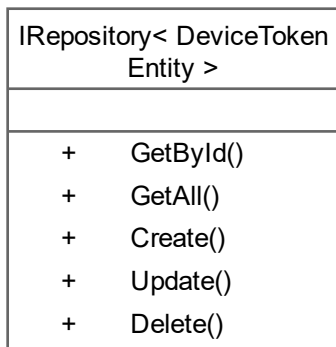 IRepository< DeviceToken
Entity >
+ GetById()
+ GetAll()
+ Create()
+ Update()
+ Delete()